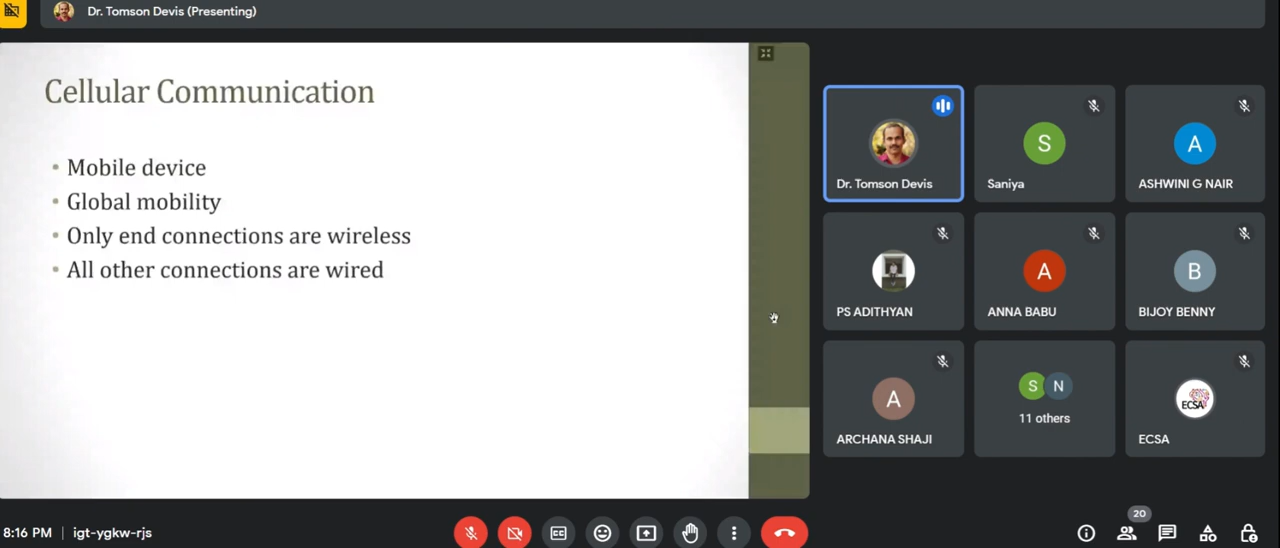 Dr. Tomson Devis (Presenting)
Cellular Communication
• Mobile device
• Global mobility
• Only end connections are wireless
• All other connections are wired
Dr. Tomson Devis
S
Saniya
A
ASHWINI G NAIR
PS ADITHYAN
A
ANNA BABU
B
BIJOY BENNY
A
ARCHANA SHAJI
S N
11 others
ECSA
ECSA
8:16 PM | igt-ygkw-rjs
CC
20